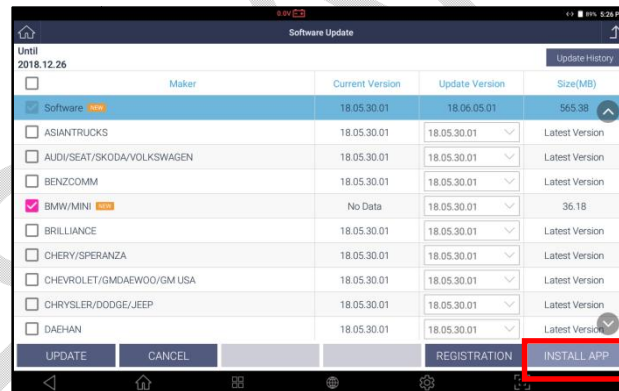 0.0V
89% 5:26 P
Software Update
Until
2018.12.26
Update History
Maker Current Version Update Version Size(MB)
Software NEW 18.05.30.01 18.06.05.01 565.38
ASIANTRUCKS 18.05.30.01 18.05.30.01 Latest Version
AUDI/SEAT/SKODA/VOLKSWAGEN 18.05.30.01 18.05.30.01 Latest Version
BENZCOMM 18.05.30.01 18.05.30.01 Latest Version
BMW/MINI NEW No Data 18.05.30.01 36.18
BRILLIANCE 18.05.30.01 18.05.30.01 Latest Version
CHERY/SPERANZA 18.05.30.01 18.05.30.01 Latest Version
CHEVROLET/GMDAEWOO/GM USA 18.05.30.01 18.05.30.01 Latest Version
CHRYSLER/DODGE/JEEP 18.05.30.01 18.05.30.01 Latest Version
DAEHAN 18.05.30.01 18.05.30.01 Latest Version
UPDATE CANCEL REGISTRATION INSTALL APP